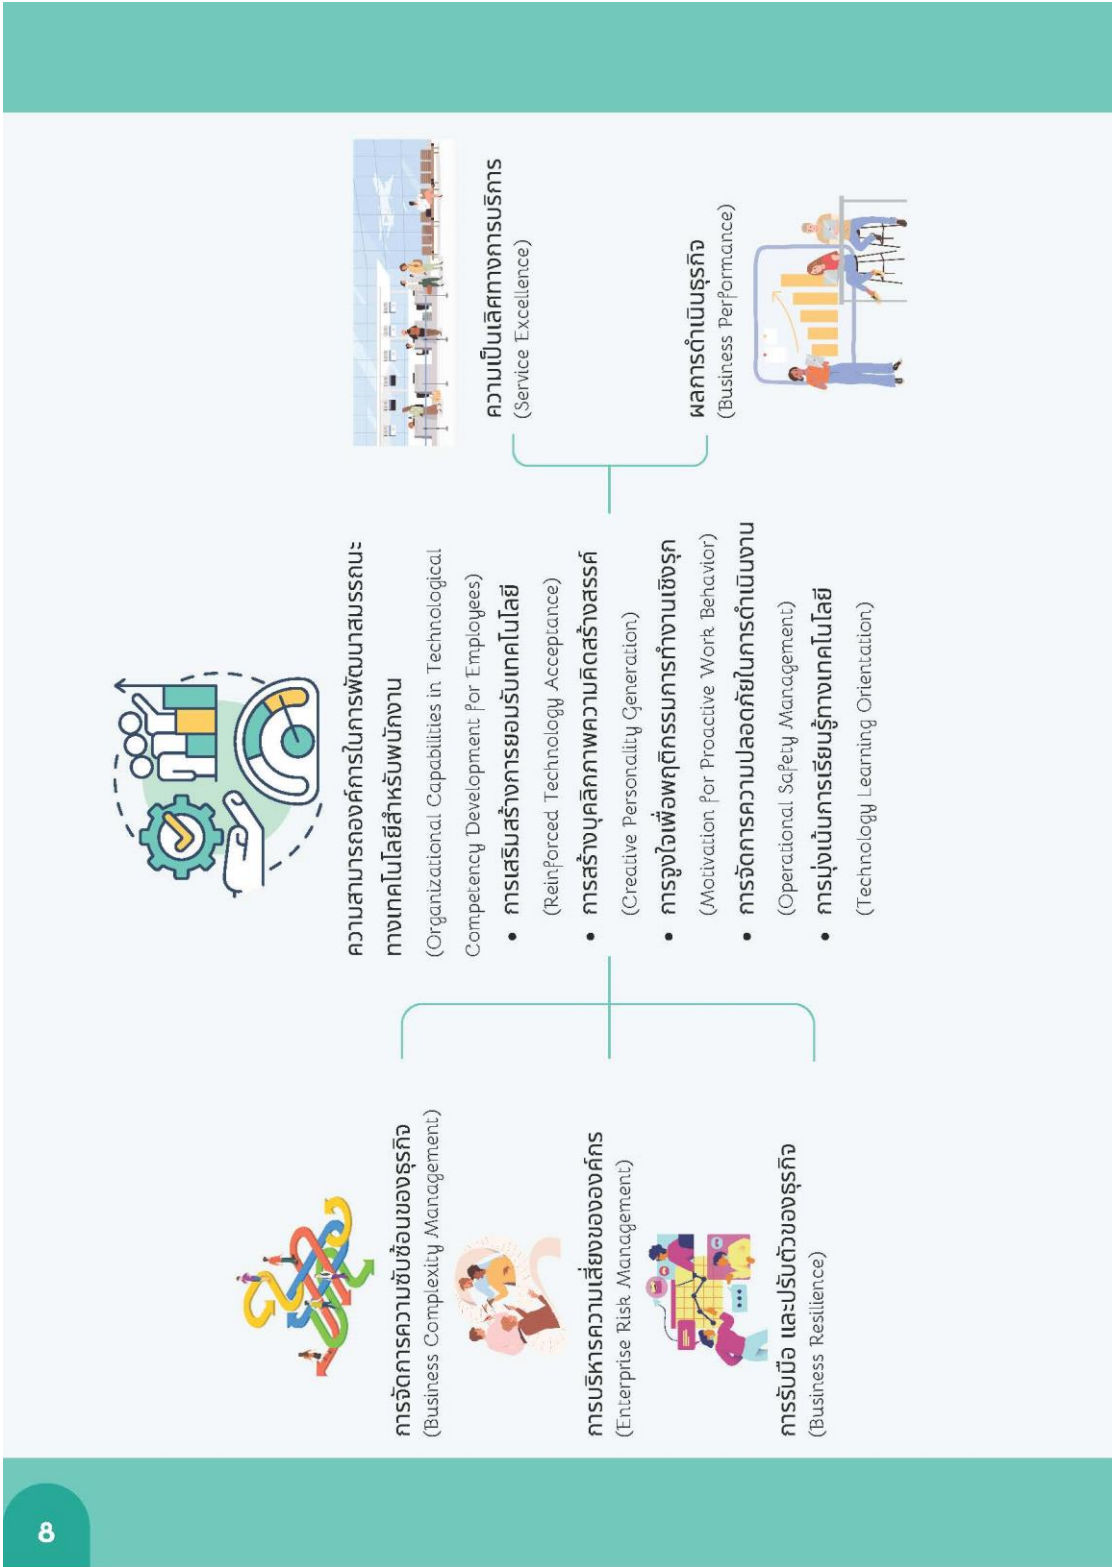 การจัดการความซับซ้อนของธุรกิจ
(Business Complexity Management)
การบริหารความเสี่ยงขององค์กร
(Enterprise Risk Management)
การรับมือ และปรับตัวของธุรกิจ
(Business Resilience)
ความสามารถองค์การในการพัฒนาสมรรถนะ
ทางเทคโนโลยีสำหรับพนักงาน
(Organizational Capabilities in Technological
Competency Development for Employees)
• การเสริมสร้างการยอมรับเทคโนโลยี
(Reinforced Technology Acceptance)
• การสร้างบุคลิกภาพความคิดสร้างสรรค์
(Creative Personality Generation)
• การจูงใจเพื่อพฤติกรรมการทำงานเชิงรุก
(Motivation for Proactive Work Behavior)
• การจัดการความปลอดภัยในการดำเนินงาน
(Operational Safety Management)
• การมุ่งเน้นการเรียนรู้ทางเทคโนโลยี
(Technology Learning Orientation)
ความเป็นเลิศทางการบริการ
(Service Excellence)
ผลการดำเนินธุรกิจ
(Business Performance)
8